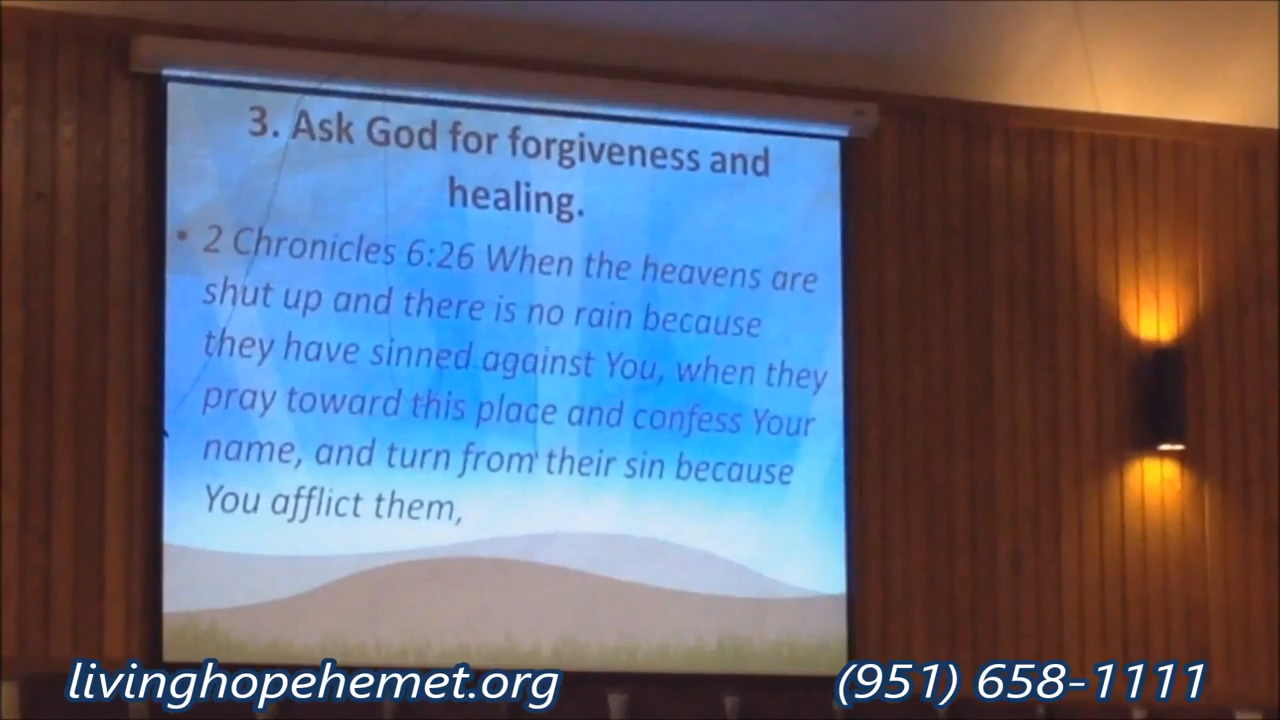 3. Ask God for forgiveness and
healing.
• 2 Chronicles 6:26 When the heavens are
shut up and there is no rain because
they have sinned against You, when they
pray toward this place and confess Your
name, and turn from their sin because
You afflict them,
livinghopehemet.org
(951) 658-1111